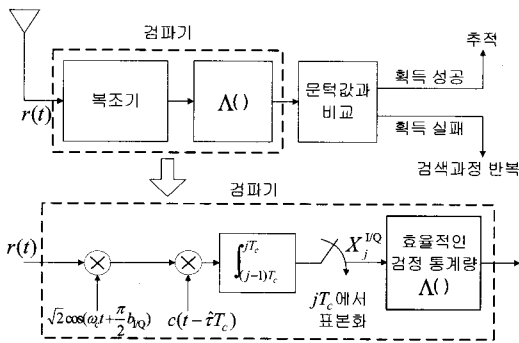 검파기
추적
r(t)
복조기
Λ()
문턱값과
비교
획득 성공
획득 실패
검색과정 반복
검파기
r(t)
√2cos(ω_c t+π/2 b_{I/Q})
c(t-τ̂T_c)
∫_{(j-1)T_c}^{jT_c}
X_j^{I/Q}
jT_c에서
표본화
효율적인
검정 통계량
Λ()